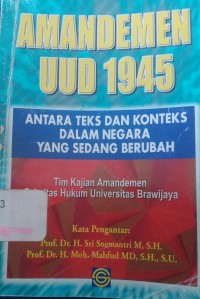 AMANDEMEN
UUD 1945
ANTARA TEKS DAN KONTEKS
DALAM NEGARA
YANG SEDANG BERUBAH
Tim Kajian Amandemen
Fakultas Hukum Universitas Brawijaya
3
Kata Pengantar:
Prof. Dr. H. Sri Soemantri M, S.H.
Prof. Dr. H. Moh. Mahfud MD, S.H., S.U.